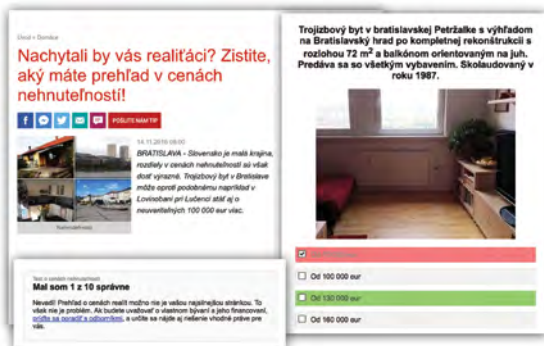 Úvod > Domáce
Nachytali by vás realiťáci? Zistite,
aký máte prehľad v cenách
nehnuteľností!
POŠLITE NÁM TIP
14.11.2016 09:00
BRATISLAVA - Slovensko je malá krajina,
rozdiely v cenách nehnuteľností sú však
dosť výrazné. Trojizbový byt v Bratislave
môže oproti podobnému napríklad v
Lovinobani pri Lučenci stáť aj o
neuveriteľných 100 000 eur viac.
Test o cenách nehnuteľností
Mal som 1 z 10 správne
Nevadí! Prehľad o cenách realít možno nie je vašou najsilnejšou stránkou. To
však nie je problém. Ak budete uvažovať o vlastnom bývaní a jeho financovaní,
príďte sa poradiť s odborníkmi, a určite sa nájde aj riešenie vhodné práve pre
vás.
Trojizbový byt v bratislavskej Petržalke s výhľadom
na Bratislavský hrad po kompletnej rekonštrukcii s
rozlohou 72 m² a balkónom orientovaným na juh.
Predáva sa so všetkým vybavením. Skolaudovaný v
roku 1987.
Od 100 000 eur
Od 130 000 eur
Od 160 000 eur